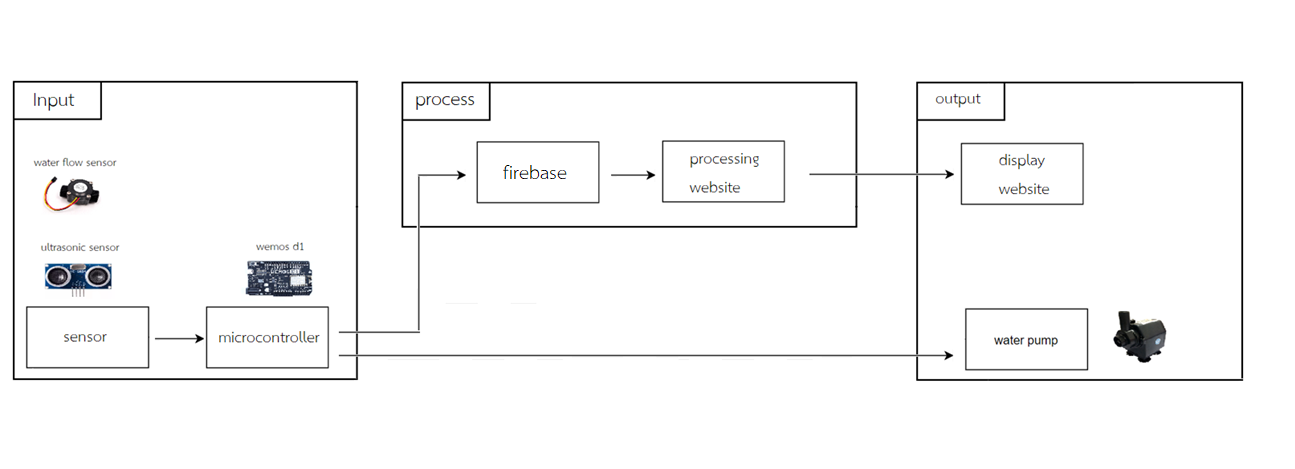 Input
water flow sensor
ultrasonic sensor
wemos d1
sensor
microcontroller
process
firebase
processing
website
output
display
website
water pump